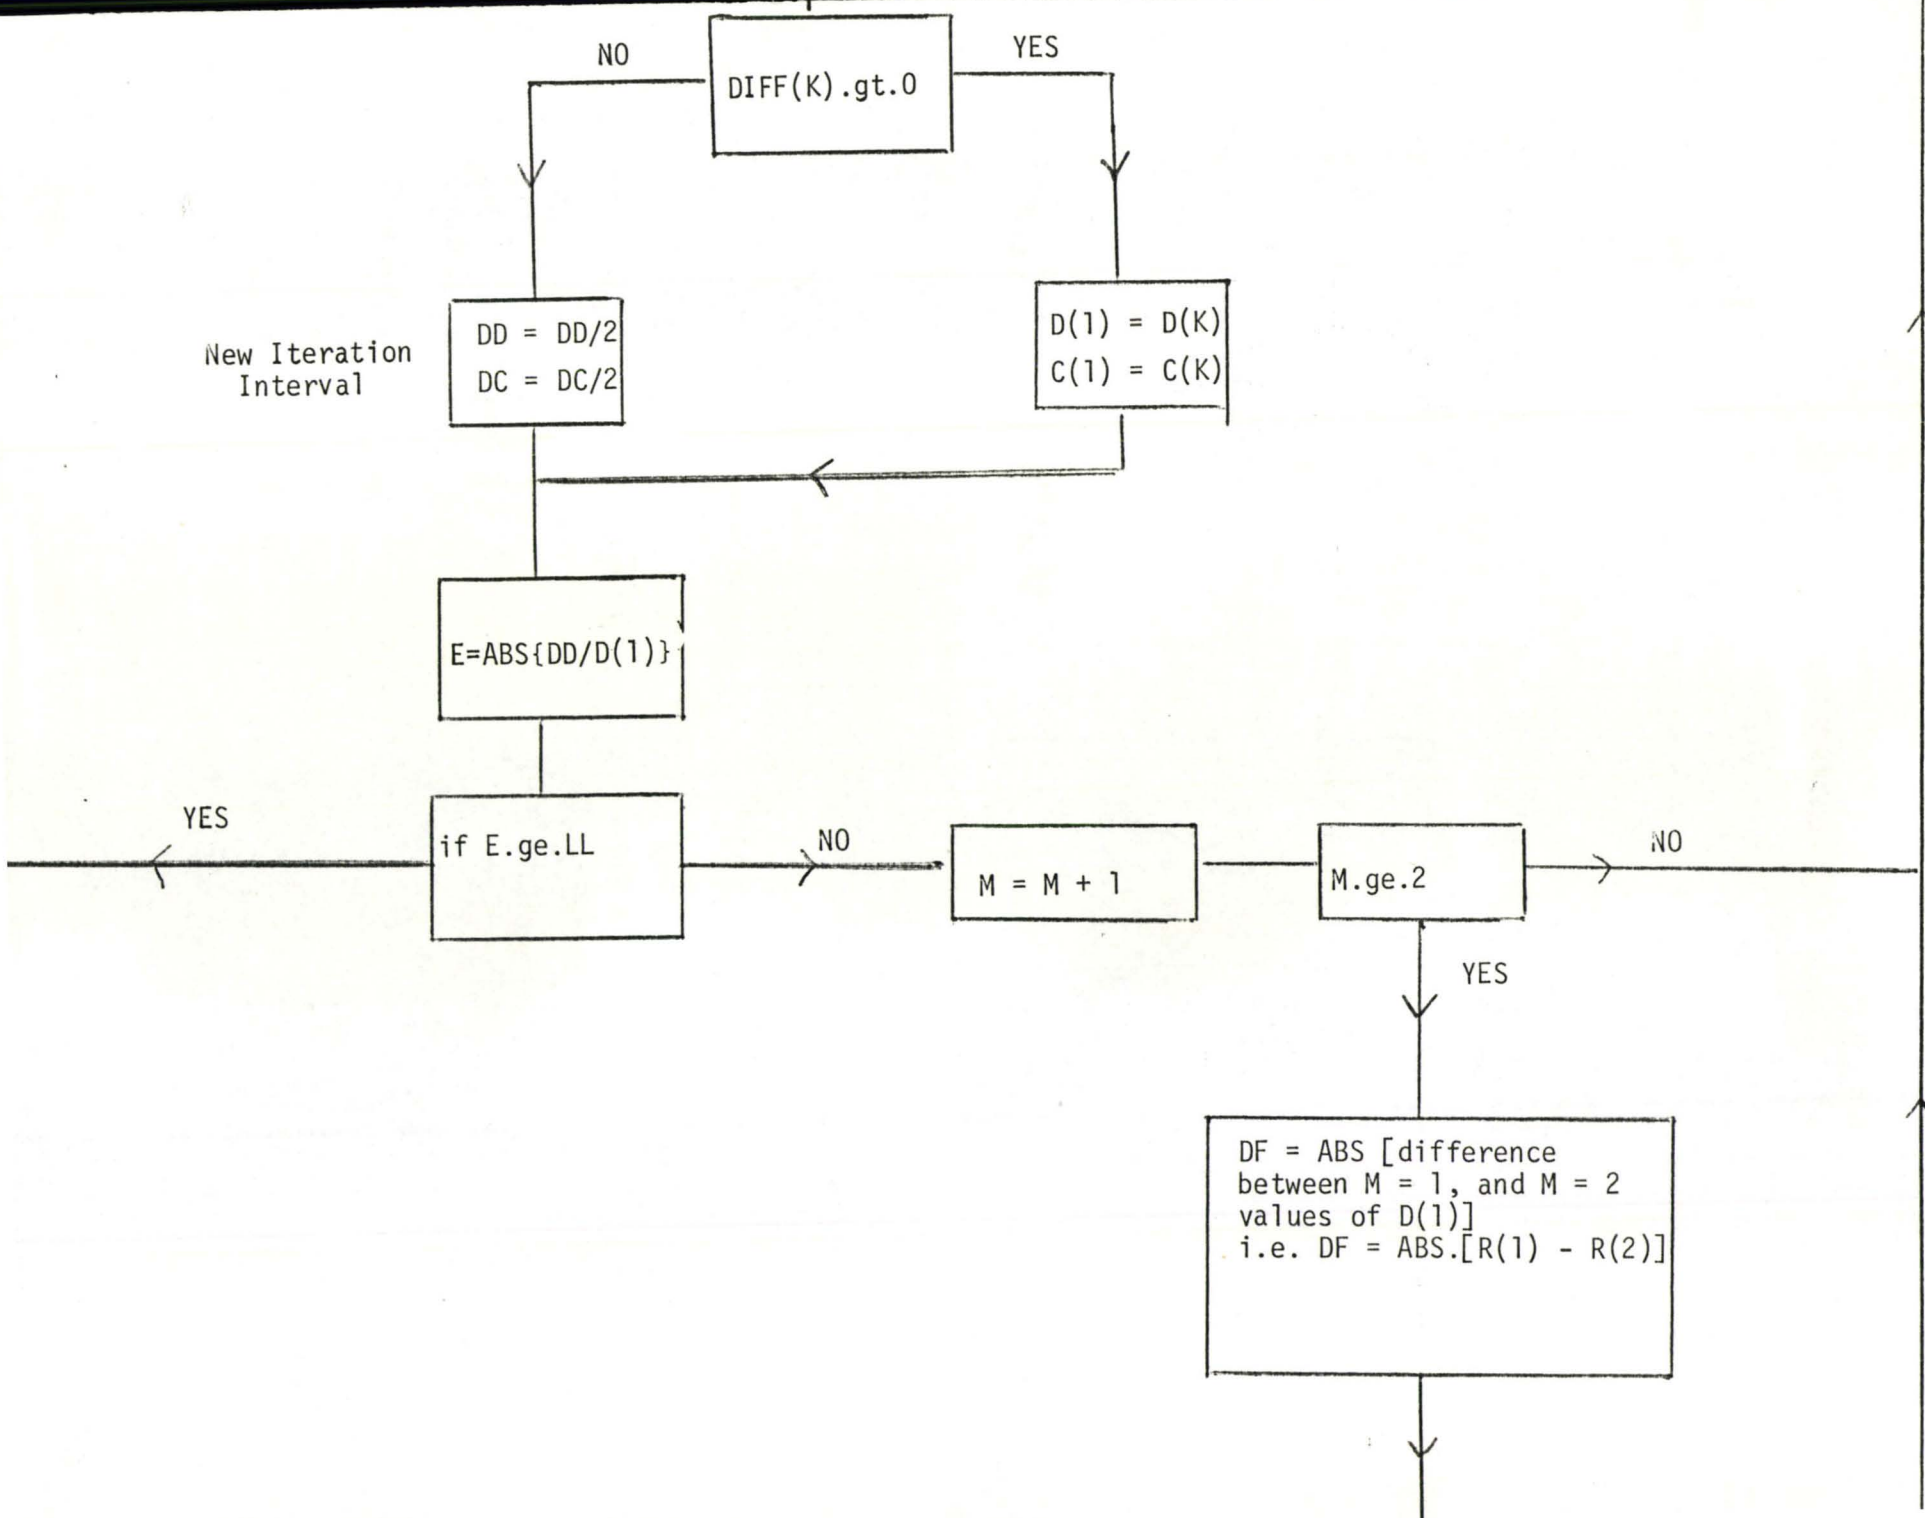 NO
YES
DIFF(K).gt.0
DD = DD/2
DC = DC/2
New Iteration
Interval
D(1) = D(K)
C(1) = C(K)
E=ABS{DD/D(1)}
YES
if E.ge.LL
NO
M = M + 1
M.ge.2
NO
YES
DF = ABS [difference
between M = 1, and M = 2
values of D(1)]
i.e. DF = ABS.[R(1) - R(2)]